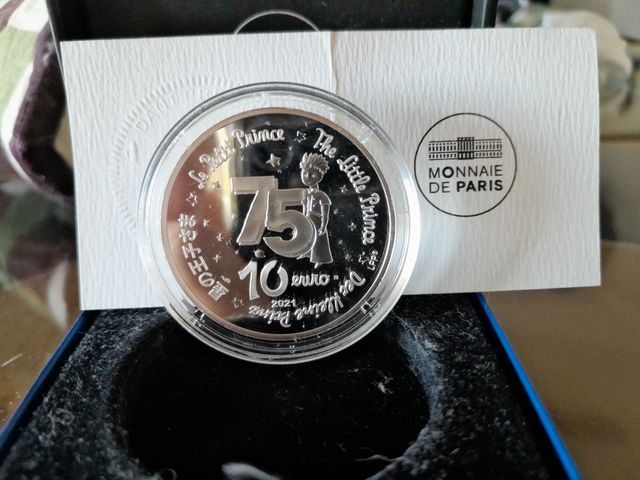 Le Petit Prince
The Little Prince
75
10 euro
2021
Der Kleine Prinz
星の王子さま
MONNAIE
DE PARIS